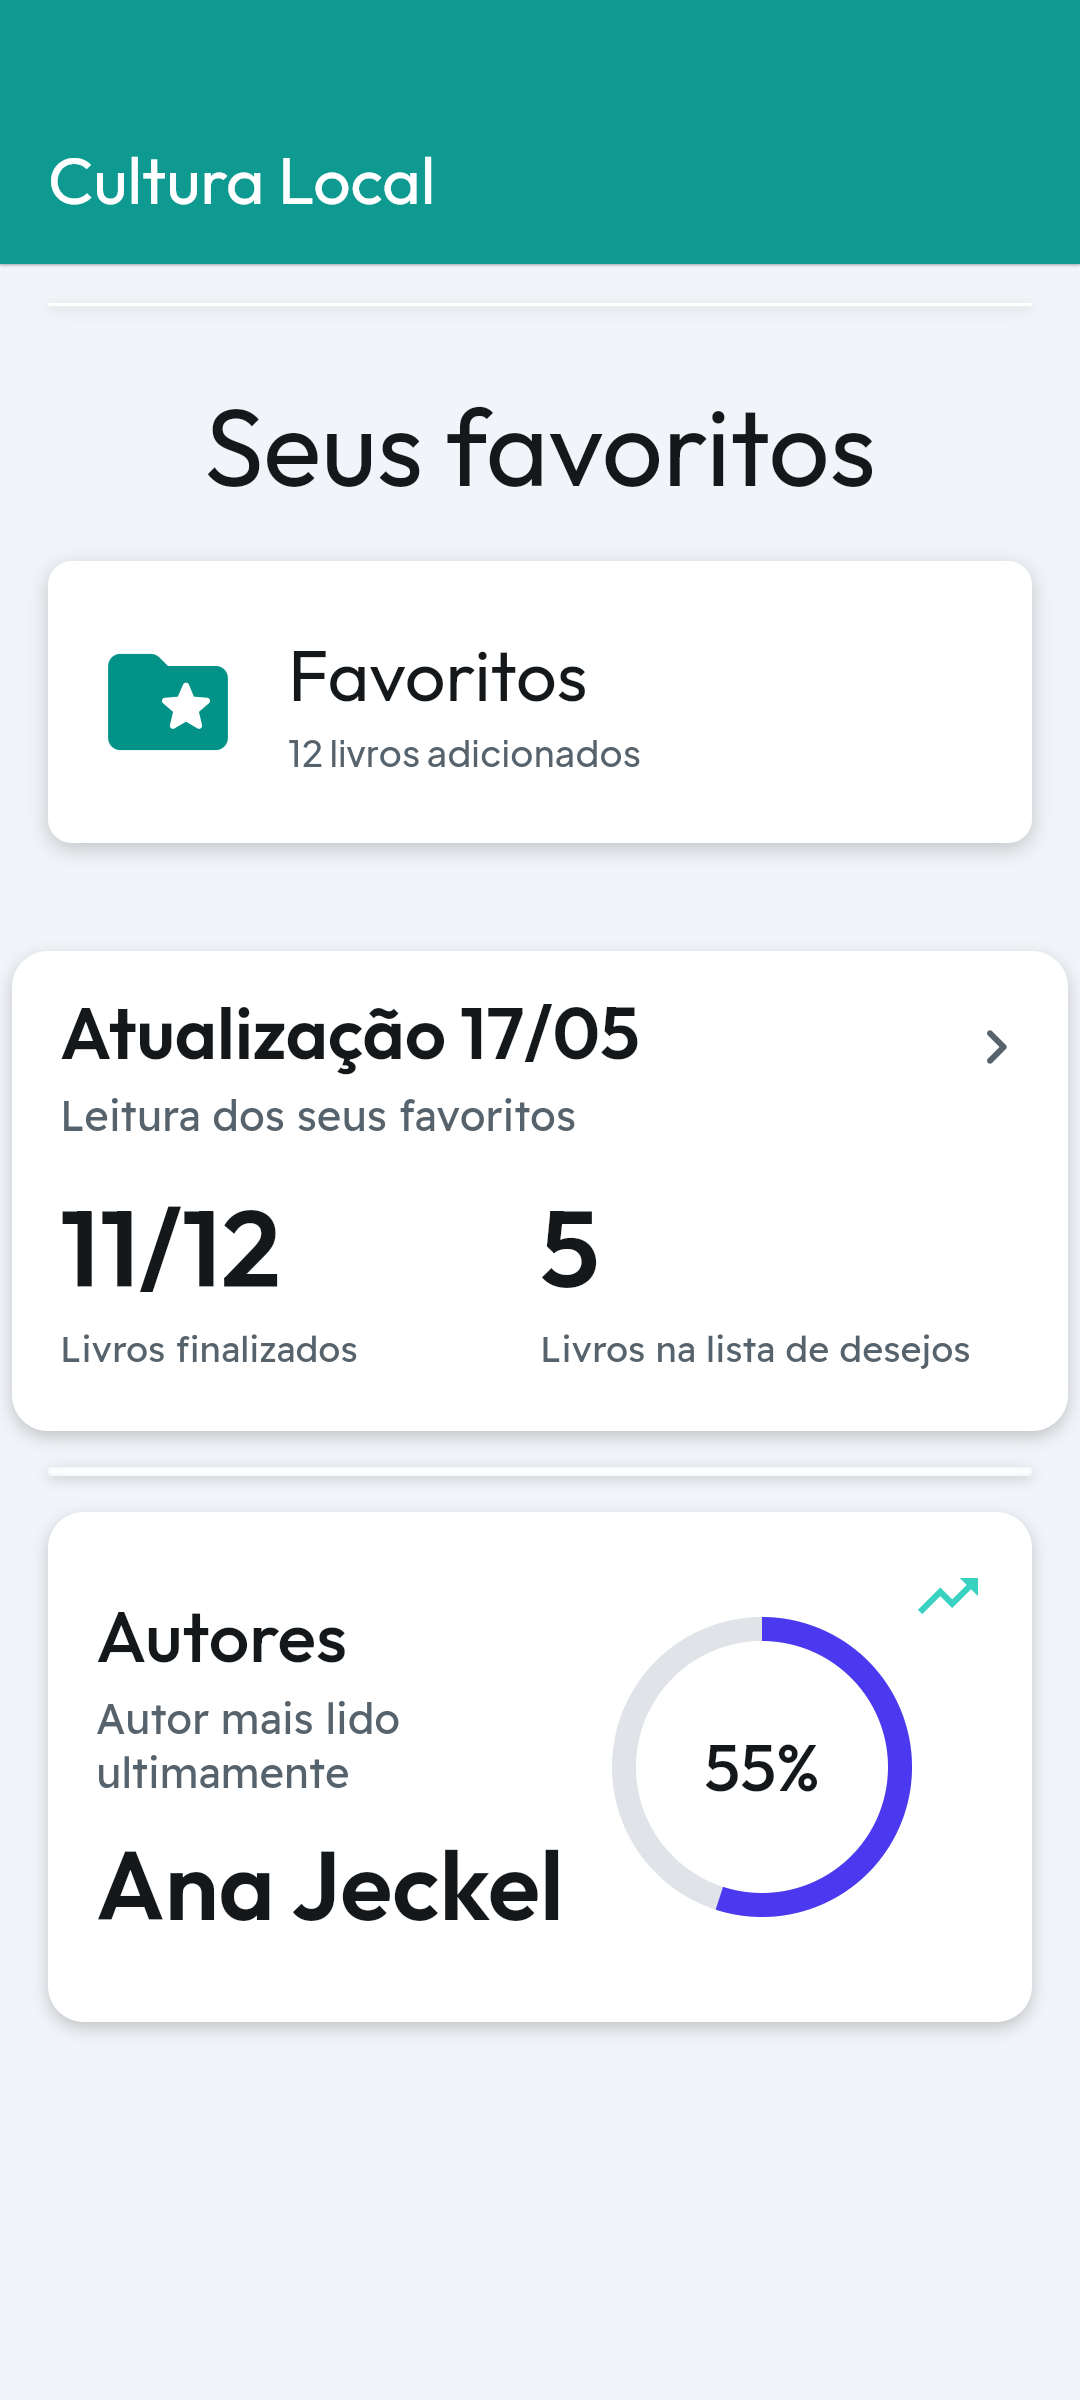 Cultura Local
Seus favoritos
Favoritos
12 livros adicionados
Atualização 17/05
Leitura dos seus favoritos
11/12
Livros finalizados
5
Livros na lista de desejos
Autores
Autor mais lido
ultimamente
Ana Jeckel
55%